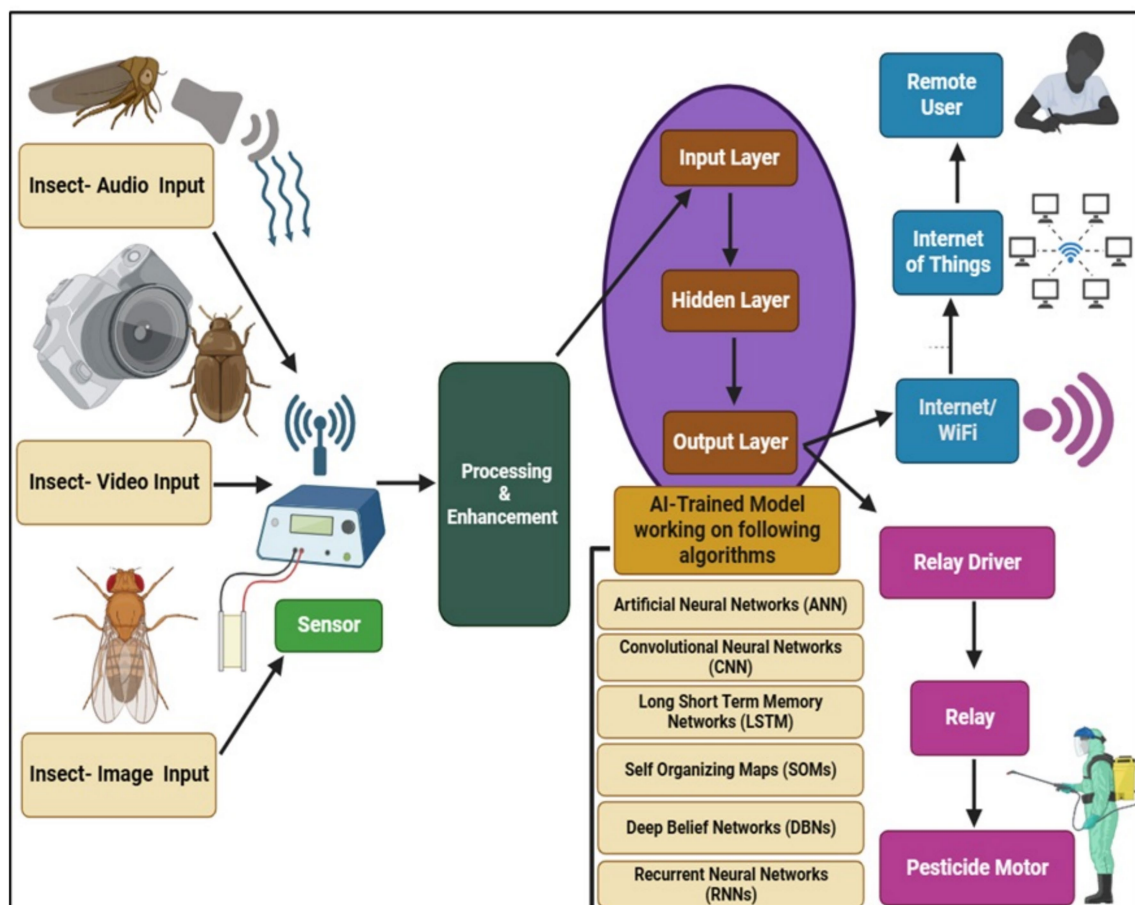 Insect- Audio Input
Insect- Video Input
Sensor
Insect- Image Input
Processing
&
Enhancement
Input Layer
Hidden Layer
Output Layer
AI-Trained Model
working on following
algorithms
Artificial Neural Networks (ANN)
Convolutional Neural Networks
(CNN)
Long Short Term Memory
Networks (LSTM)
Self Organizing Maps (SOMs)
Deep Belief Networks (DBNs)
Recurrent Neural Networks
(RNNs)
Remote
User
Internet
of Things
Internet/
WiFi
Relay Driver
Relay
Pesticide Motor